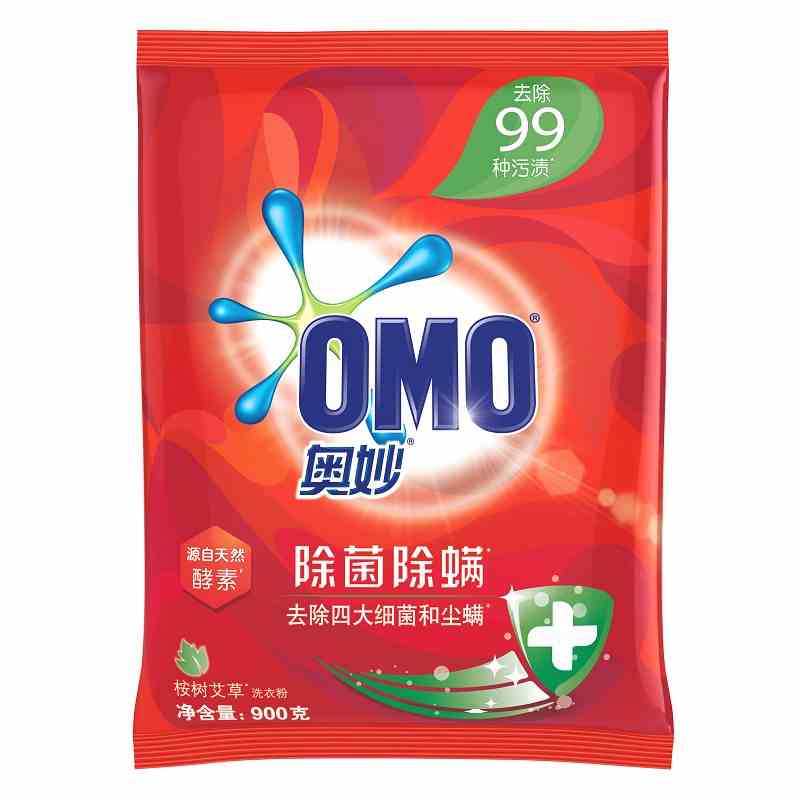 去除
99
种污渍*
OMO®
奥妙®
源自天然
酵素*
除菌除螨*
去除四大细菌和尘螨*
桉树艾草* 洗衣粉
净含量：900克